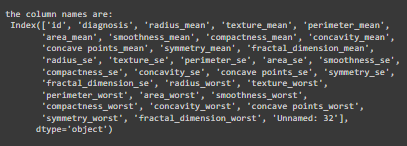 the column names are:
Index(['id', 'diagnosis', 'radius_mean', 'texture_mean', 'perimeter_mean',
'area_mean', 'smoothness_mean', 'compactness_mean', 'concavity_mean',
'concave points_mean', 'symmetry_mean', 'fractal_dimension_mean',
'radius_se', 'texture_se', 'perimeter_se', 'area_se', 'smoothness_se',
'compactness_se', 'concavity_se', 'concave points_se', 'symmetry_se',
'fractal_dimension_se', 'radius_worst', 'texture_worst',
'perimeter_worst', 'area_worst', 'smoothness_worst',
'compactness_worst', 'concavity_worst', 'concave points_worst',
'symmetry_worst', 'fractal_dimension_worst', 'Unnamed: 32'],
dtype='object')